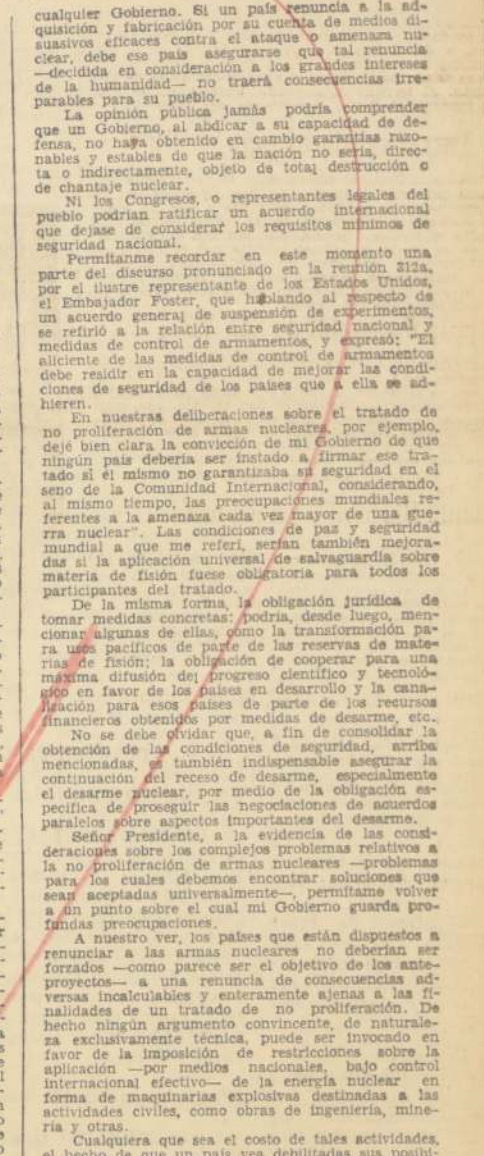 cualquier Gobierno. Si un país renuncia a la ad-
quisición y fabricación por su cuenta de medios di-
suasivos eficaces contra el ataque o amenaza nu-
clear, debe ese país asegurarse que tal renuncia
—decidida en consideración a los grandes intereses
de la humanidad— no traerá consecuencias irre-
parables para su pueblo.
La opinión pública jamás podría comprender
que un Gobierno, al abdicar a su capacidad de de-
fensa, no haya obtenido en cambio garantías razo-
nables y estables de que la nación no sería, direc-
ta o indirectamente, objeto de total destrucción o
de chantaje nuclear.
Ni los Congresos, o representantes legales del
pueblo podrían ratificar un acuerdo internacional
que dejase de considerar los requisitos mínimos de
seguridad nacional.
Permítanme recordar en este momento una
parte del discurso pronunciado en la reunión 312a,
por el ilustre representante de los Estados Unidos,
el Embajador Foster, que hablando al respecto de
un acuerdo general de suspensión de experimentos,
se refirió a la relación entre seguridad nacional y
medidas de control de armamentos, y expresó: "El
aliciente de las medidas de control de armamentos
debe residir en la capacidad de mejorar las condi-
ciones de seguridad de los países que a ella se ad-
hieren.
En nuestras deliberaciones sobre el tratado de
no proliferación de armas nucleares, por ejemplo,
dejé bien clara la convicción de mi Gobierno de que
ningún país debería ser instado a firmar ese tra-
tado si el mismo no garantizaba su seguridad en el
seno de la Comunidad Internacional, considerando,
al mismo tiempo, las preocupaciones mundiales re-
ferentes a la amenaza cada vez mayor de una gue-
rra nuclear". Las condiciones de paz y seguridad
mundial a que me referí, serían también mejora-
das si la aplicación universal de salvaguardia sobre
materia de fisión fuese obligatoria para todos los
participantes del tratado.
De la misma forma, la obligación jurídica de
tomar medidas concretas; podría, desde luego, men-
cionar algunas de ellas, como la transformación pa-
ra usos pacíficos de parte de las reservas de mate-
rias de fisión; la obligación de cooperar para una
máxima difusión del progreso científico y tecnoló-
gico en favor de los países en desarrollo y la cana-
lización para esos países de parte de los recursos
financieros obtenidos por medidas de desarme, etc.
No se debe olvidar que, a fin de consolidar la
obtención de las condiciones de seguridad, arriba
mencionadas, es también indispensable asegurar la
continuación del receso de desarme, especialmente
el desarme nuclear, por medio de la obligación es-
pecífica de proseguir las negociaciones de acuerdos
paralelos sobre aspectos importantes del desarme.
Señor Presidente, a la evidencia de las consi-
deraciones sobre los complejos problemas relativos a
la no proliferación de armas nucleares —problemas
para los cuales debemos encontrar soluciones que
sean aceptadas universalmente—, permítame volver
a un punto sobre el cual mi Gobierno guarda pro-
fundas preocupaciones.
A nuestro ver, los países que están dispuestos a
renunciar a las armas nucleares no deberían ser
forzados —como parece ser el objetivo de los ante-
proyectos— a una renuncia de consecuencias ad-
versas incalculables y enteramente ajenas a las fi-
nalidades de un tratado de no proliferación. De
hecho ningún argumento convincente, de naturale-
za exclusivamente técnica, puede ser invocado en
favor de la imposición de restricciones sobre la
aplicación —por medios nacionales, bajo control
internacional efectivo— de la energía nuclear en
forma de maquinarias explosivas destinadas a las
actividades civiles, como obras de ingeniería, mine-
ría y otras.
Cualquiera que sea el costo de tales actividades,
el hecho de que un país vea debilitadas sus posibi-